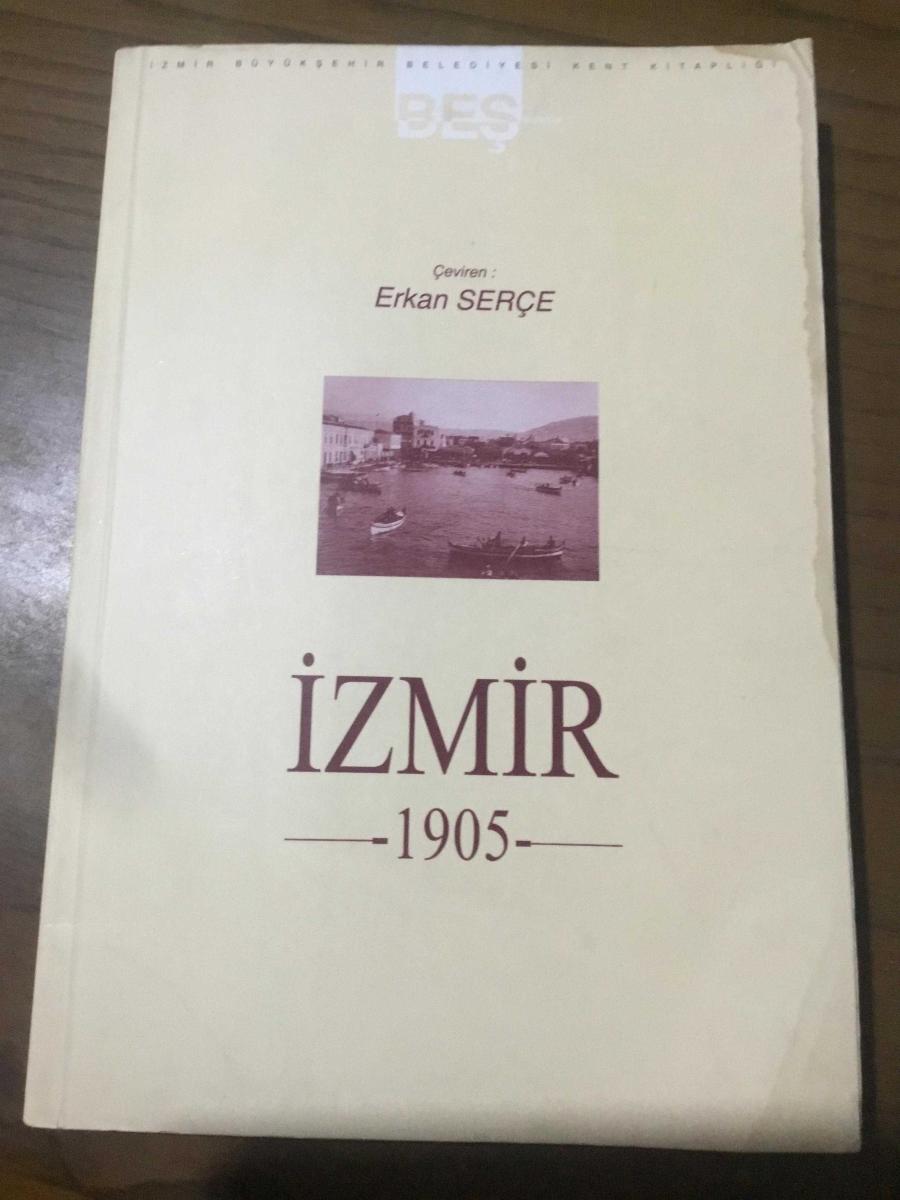 İZMİR BÜYÜKŞEHİR BELEDİYESİ KENT KİTAPLIĞI
BEŞ
Çeviren :
Erkan SERÇE
İZMİR
-1905-